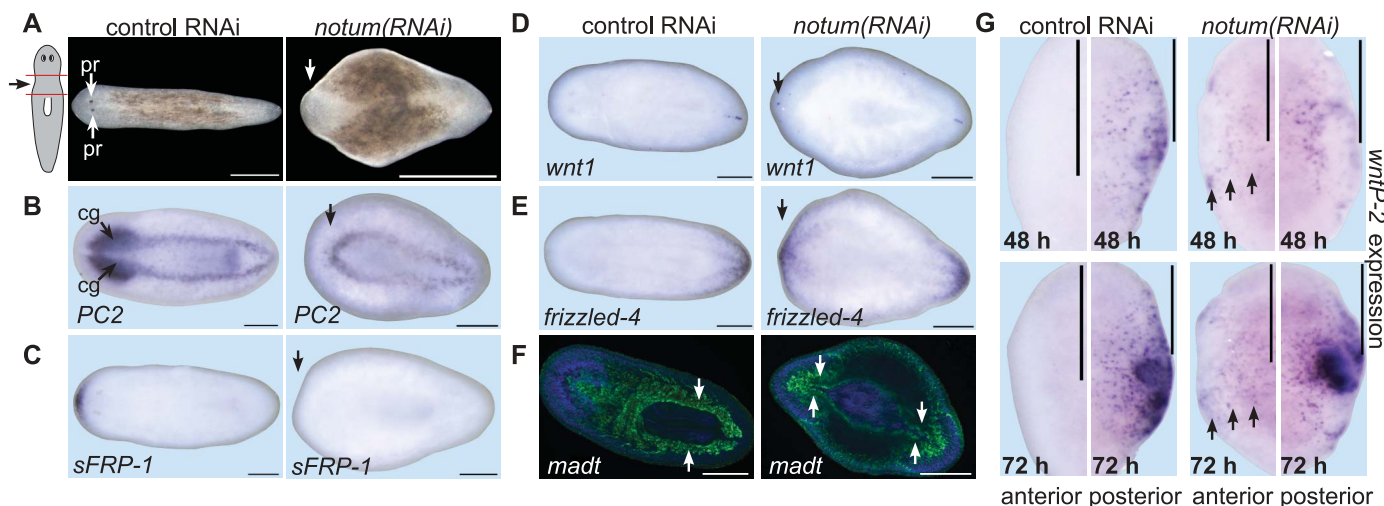 A
control RNAi
notum(RNAi)
pr
pr
B
cg
cg
PC2
PC2
C
sFRP-1
sFRP-1
D
control RNAi
notum(RNAi)
wnt1
wnt1
E
frizzled-4
frizzled-4
F
madt
madt
G
control RNAi
notum(RNAi)
48 h
48 h
48 h
48 h
72 h
72 h
72 h
72 h
anterior
posterior
anterior
posterior
wntP-2 expression